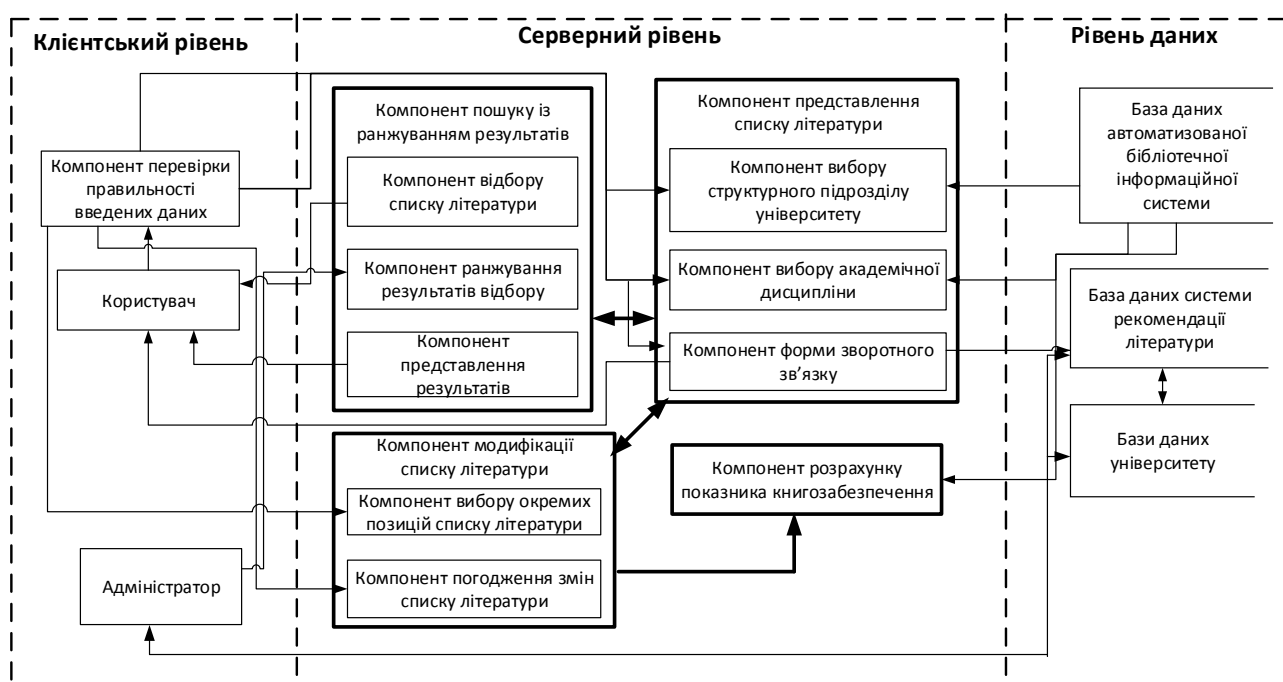 Клієнтський рівень
Серверний рівень
Рівень даних
Компонент перевірки
правильності
введених даних
Користувач
Адміністратор
Компонент пошуку із
ранжуванням результатів
Компонент відбору
списку літератури
Компонент ранжування
результатів відбору
Компонент
представлення
результатів
Компонент модифікації
списку літератури
Компонент вибору окремих
позицій списку літератури
Компонент погодження змін
списку літератури
Компонент представлення
списку літератури
Компонент вибору
структурного підрозділу
університету
Компонент вибору академічної
дисципліни
Компонент форми зворотного
зв’язку
Компонент розрахунку
показника книгозабезпечення
База даних
автоматизованої
бібліотечної
інформаційної
системи
База даних системи
рекомендації
літератури
Бази даних
університету